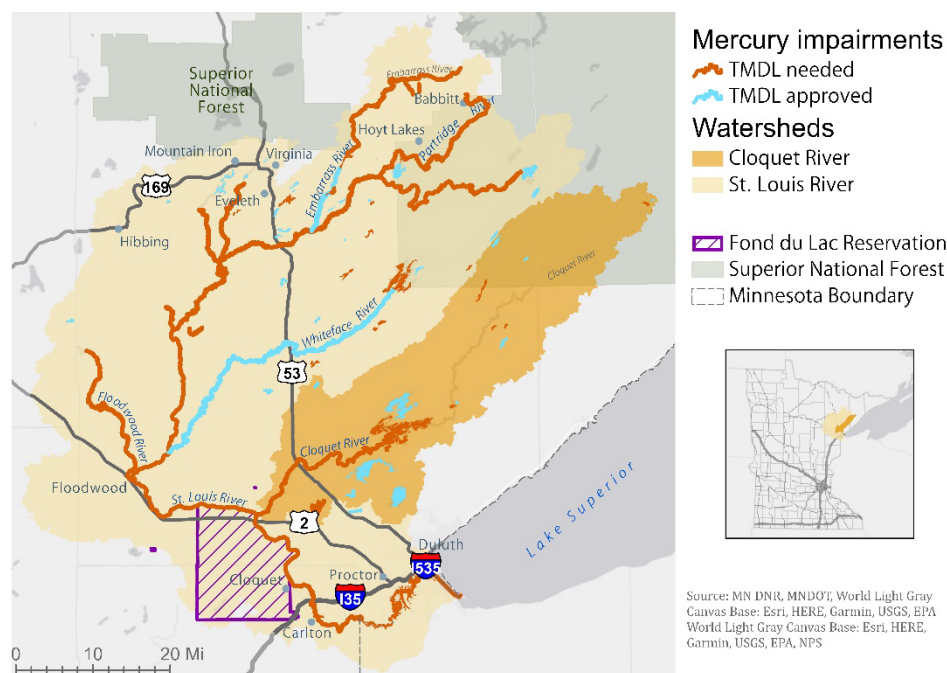 Mercury impairments
TMDL needed
TMDL approved
Watersheds
Cloquet River
St. Louis River
Fond du Lac Reservation
Superior National Forest
Minnesota Boundary
Superior
National
Forest
Embarrass River
Babbitt
Hoyt Lakes
Partridge River
Mountain Iron
Virginia
169
Eveleth
Embarrass River
Hibbing
Cloquet River
Whiteface River
53
Floodwood River
Cloquet River
Floodwood
St. Louis River
2
Lake Superior
Duluth
I535
Proctor
Cloquet
I35
Carlton
0 10 20 Mi
Source: MN DNR, MNDOT, World Light Gray
Canvas Base: Esri, HERE, Garmin, USGS, EPA
World Light Gray Canvas Base: Esri, HERE,
Garmin, USGS, EPA, NPS